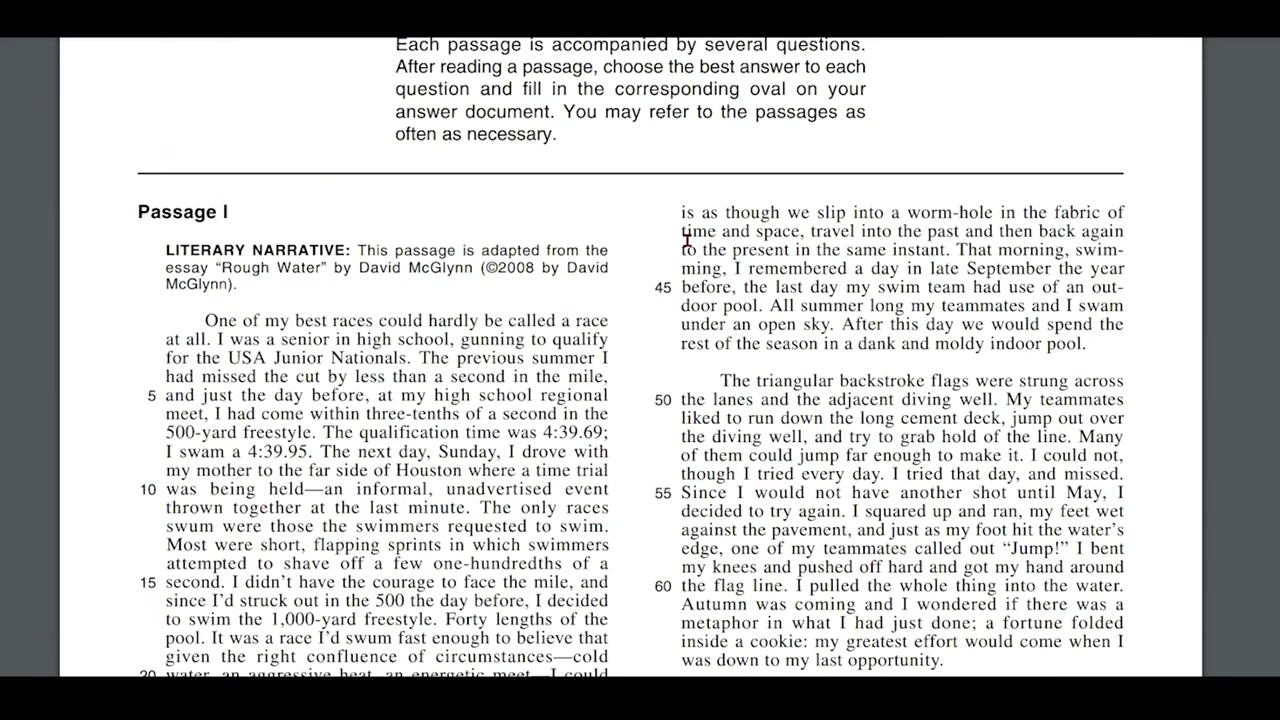 Each passage is accompanied by several questions.
After reading a passage, choose the best answer to each
question and fill in the corresponding oval on your
answer document. You may refer to the passages as
often as necessary.
Passage I
LITERARY NARRATIVE: This passage is adapted from the
essay “Rough Water” by David McGlynn (©2008 by David
McGlynn).
One of my best races could hardly be called a race
at all. I was a senior in high school, gunning to qualify
for the USA Junior Nationals. The previous summer I
had missed the cut by less than a second in the mile,
5 and just the day before, at my high school regional
meet, I had come within three-tenths of a second in the
500-yard freestyle. The qualification time was 4:39.69;
I swam a 4:39.95. The next day, Sunday, I drove with
my mother to the far side of Houston where a time trial
10 was being held—an informal, unadvertised event
thrown together at the last minute. The only races
swum were those the swimmers requested to swim.
Most were short, flapping sprints in which swimmers
attempted to shave off a few one-hundredths of a
15 second. I didn’t have the courage to face the mile, and
since I’d struck out in the 500 the day before, I decided
to swim the 1,000-yard freestyle. Forty lengths of the
pool. It was a race I’d swum fast enough to believe that
given the right confluence of circumstances—cold
20 water, an aggressive heat, an energetic meet—I could
is as though we slip into a worm-hole in the fabric of
time and space, travel into the past and then back again
to the present in the same instant. That morning, swim-
ming, I remembered a day in late September the year
45 before, the last day my swim team had use of an out-
door pool. All summer long my teammates and I swam
under an open sky. After this day we would spend the
rest of the season in a dank and moldy indoor pool.
The triangular backstroke flags were strung across
50 the lanes and the adjacent diving well. My teammates
liked to run down the long cement deck, jump out over
the diving well, and try to grab hold of the line. Many
of them could jump far enough to make it. I could not,
though I tried every day. I tried that day, and missed.
55 Since I would not have another shot until May, I
decided to try again. I squared up and ran, my feet wet
against the pavement, and just as my foot hit the water’s
edge, one of my teammates called out “Jump!” I bent
my knees and pushed off hard and got my hand around
60 the flag line. I pulled the whole thing into the water.
Autumn was coming and I wondered if there was a
metaphor in what I had just done; a fortune folded
inside a cookie: my greatest effort would come when I
was down to my last opportunity.